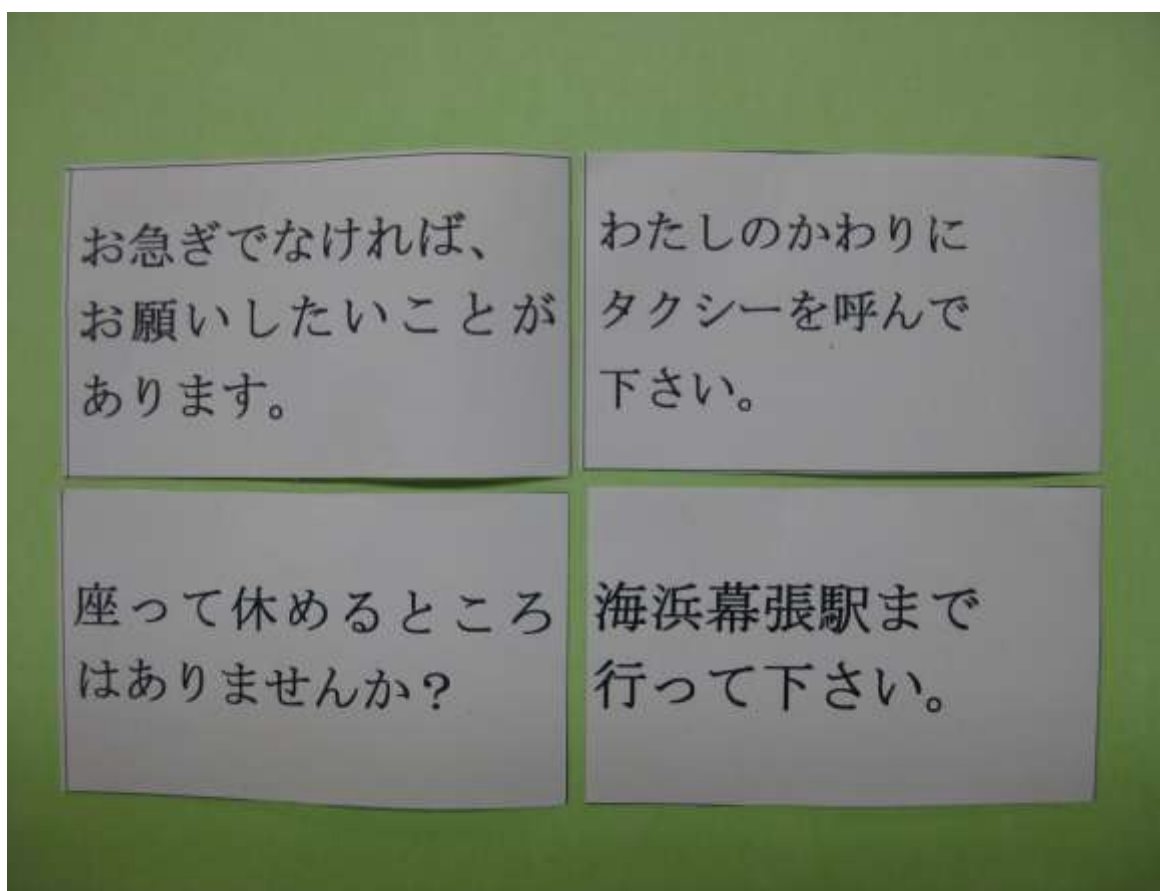 お急ぎでなければ、
お願いしたいことが
あります。
わたしのかわりに
タクシーを呼んで
下さい。
座って休めるところ
はありませんか？
海浜幕張駅まで
行って下さい。